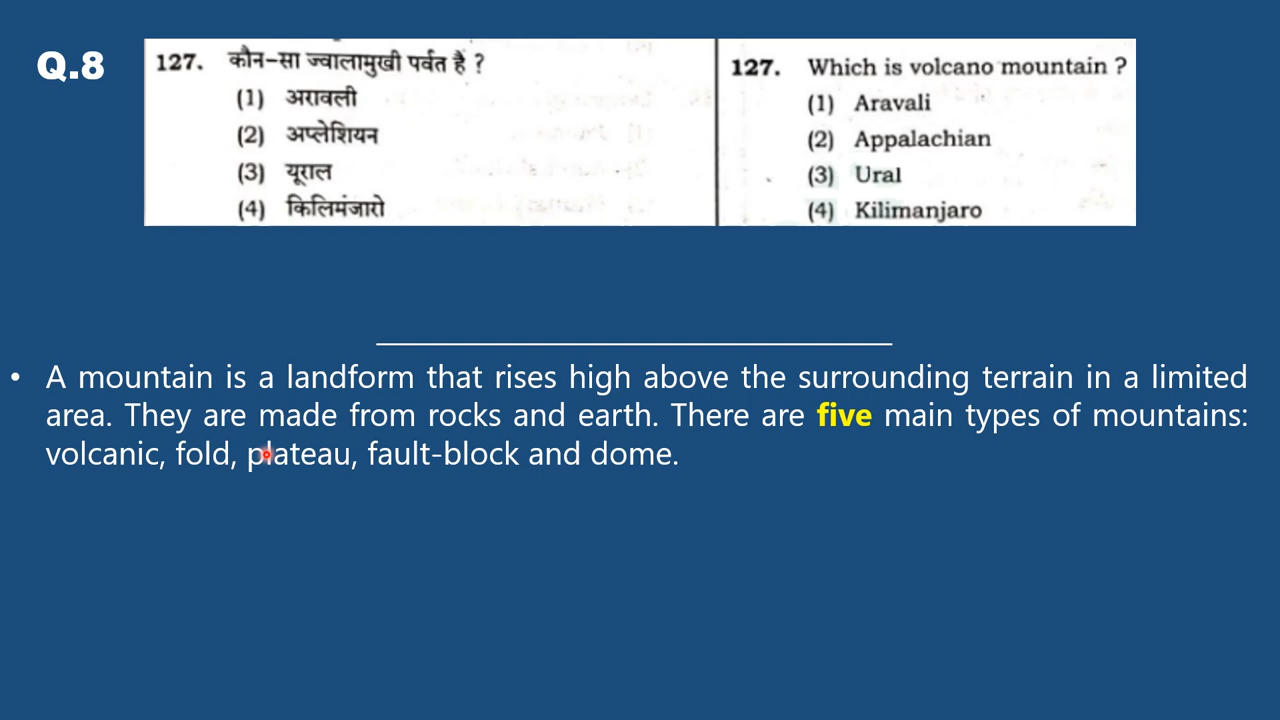 Q.8
127. कौन-सा ज्वालामुखी पर्वत है ?
(1) अरावली
(2) अप्लेशियन
(3) यूराल
(4) किलिमंजारो
127. Which is volcano mountain ?
(1) Aravali
(2) Appalachian
(3) Ural
(4) Kilimanjaro
• A mountain is a landform that rises high above the surrounding terrain in a limited
area. They are made from rocks and earth. There are five main types of mountains:
volcanic, fold, plateau, fault-block and dome.